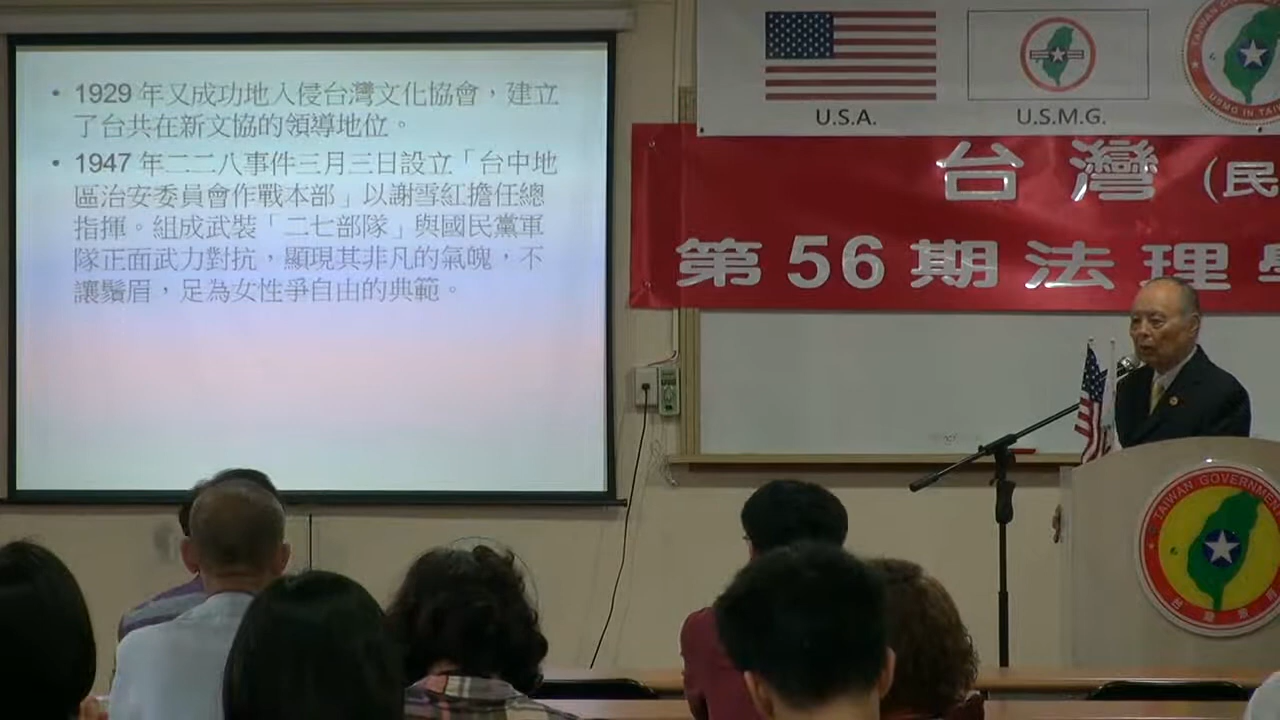 • 1929 年又成功地入侵台灣文化協會，建立
了台共在新文協的領導地位。
• 1947 年二二八事件三月三日設立「台中地
區治安委員會作戰本部」以謝雪紅擔任總
指揮。組成武裝「二七部隊」與國民黨軍
隊正面武力對抗，顯現其非凡的氣魄，不
讓鬚眉，足為女性爭自由的典範。
U.S.A.
U.S.M.G.
USMG IN TAI
台灣（民
第56期法理學
TAIWAN GOVERNMENT